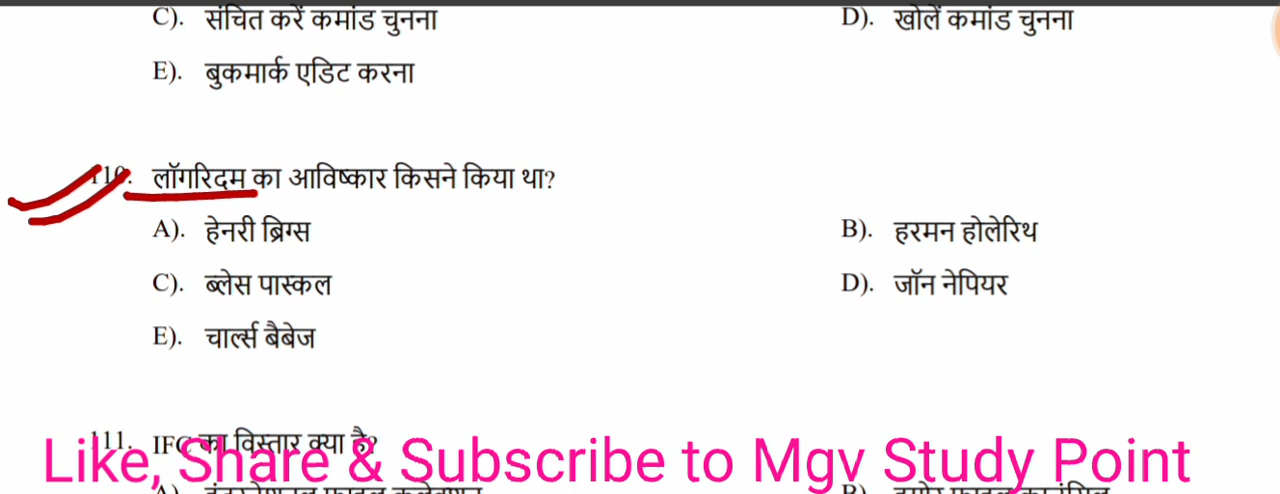 C). संचित करें कमांड चुनना D). खोलें कमांड चुनना
E). बुकमार्क एडिट करना
110. लॉगरिदम का आविष्कार किसने किया था?
A). हेनरी ब्रिग्स B). हरमन होलेरिथ
C). ब्लेस पास्कल D). जॉन नेपियर
E). चार्ल्स बैबेज
111. IFC का विस्तार क्या है?
Like, Share & Subscribe to Mgv Study Point